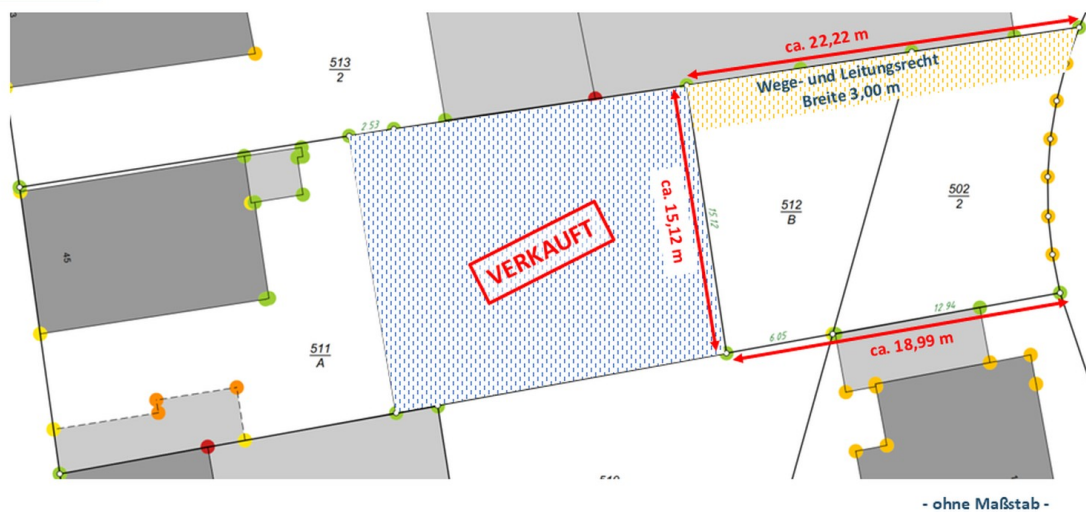 ca. 22,22 m
513
2
Wege- und Leitungsrecht
Breite 3,00 m
2.53
502
2
512
B
ca. 15,12 m
15.12
VERKAUFT
45
12.94
6.05
ca. 18,99 m
511
A
- ohne Maßstab -